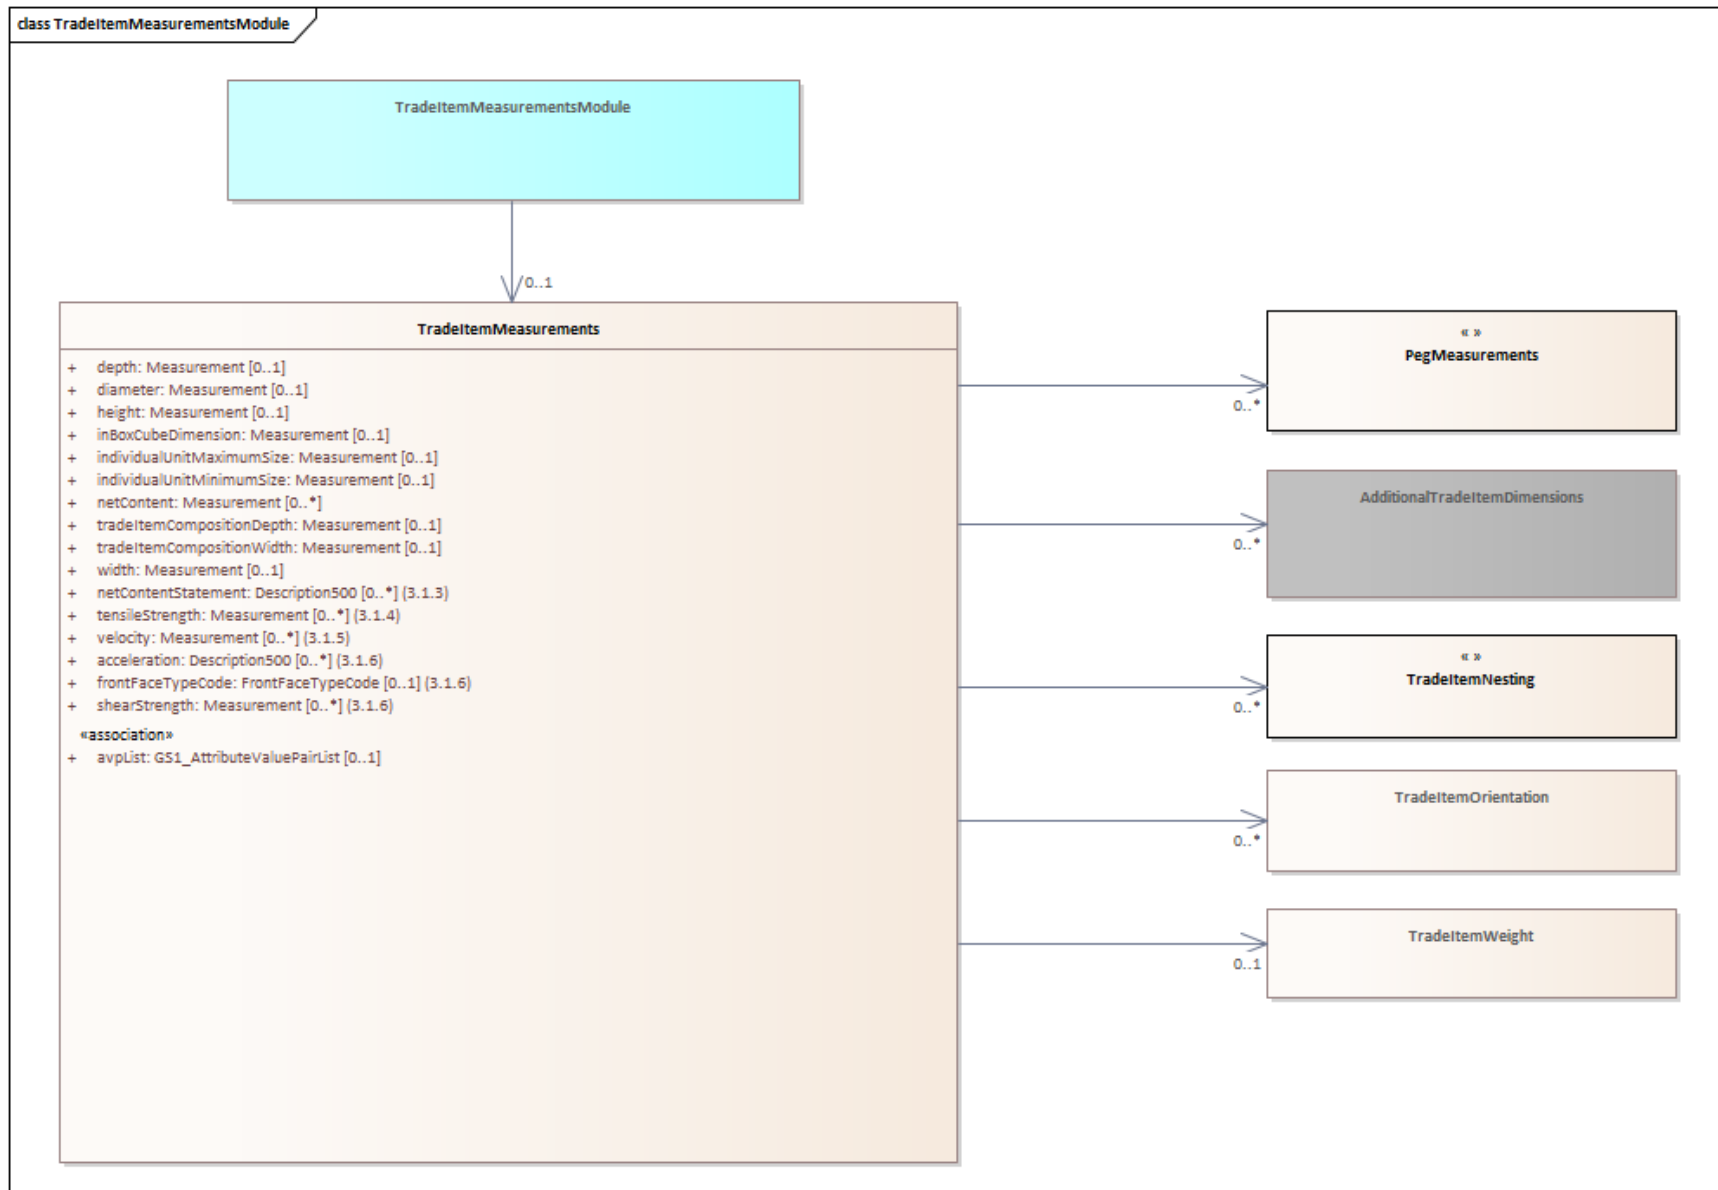 class TradeItemMeasurementsModule
TradeItemMeasurementsModule
0..1
TradeItemMeasurements
+ depth: Measurement [0..1]
+ diameter: Measurement [0..1]
+ height: Measurement [0..1]
+ inBoxCubeDimension: Measurement [0..1]
+ individualUnitMaximumSize: Measurement [0..1]
+ individualUnitMinimumSize: Measurement [0..1]
+ netContent: Measurement [0..*]
+ tradeItemCompositionDepth: Measurement [0..1]
+ tradeItemCompositionWidth: Measurement [0..1]
+ width: Measurement [0..1]
+ netContentStatement: Description500 [0..*] (3.1.3)
+ tensileStrength: Measurement [0..*] (3.1.4)
+ velocity: Measurement [0..*] (3.1.5)
+ acceleration: Description500 [0..*] (3.1.6)
+ frontFaceTypeCode: FrontFaceTypeCode [0..1] (3.1.6)
+ shearStrength: Measurement [0..*] (3.1.6)
«association»
+ avpList: GS1_AttributeValuePairList [0..1]
« »
PegMeasurements
0..*
AdditionalTradeItemDimensions
0..*
« »
TradeItemNesting
0..*
TradeItemOrientation
0..*
TradeItemWeight
0..1